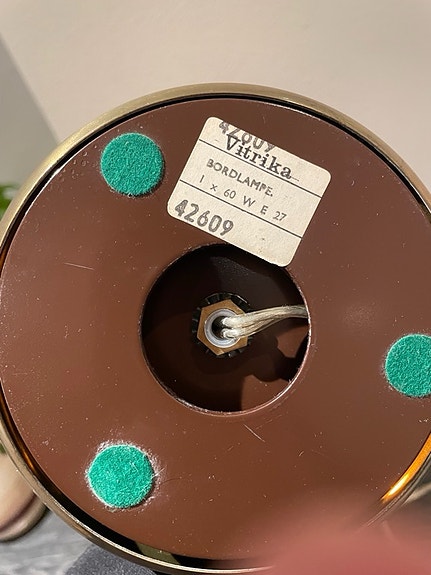 42609
Vitrika
BORDLAMPE.
1 x 60 W E 27
42609